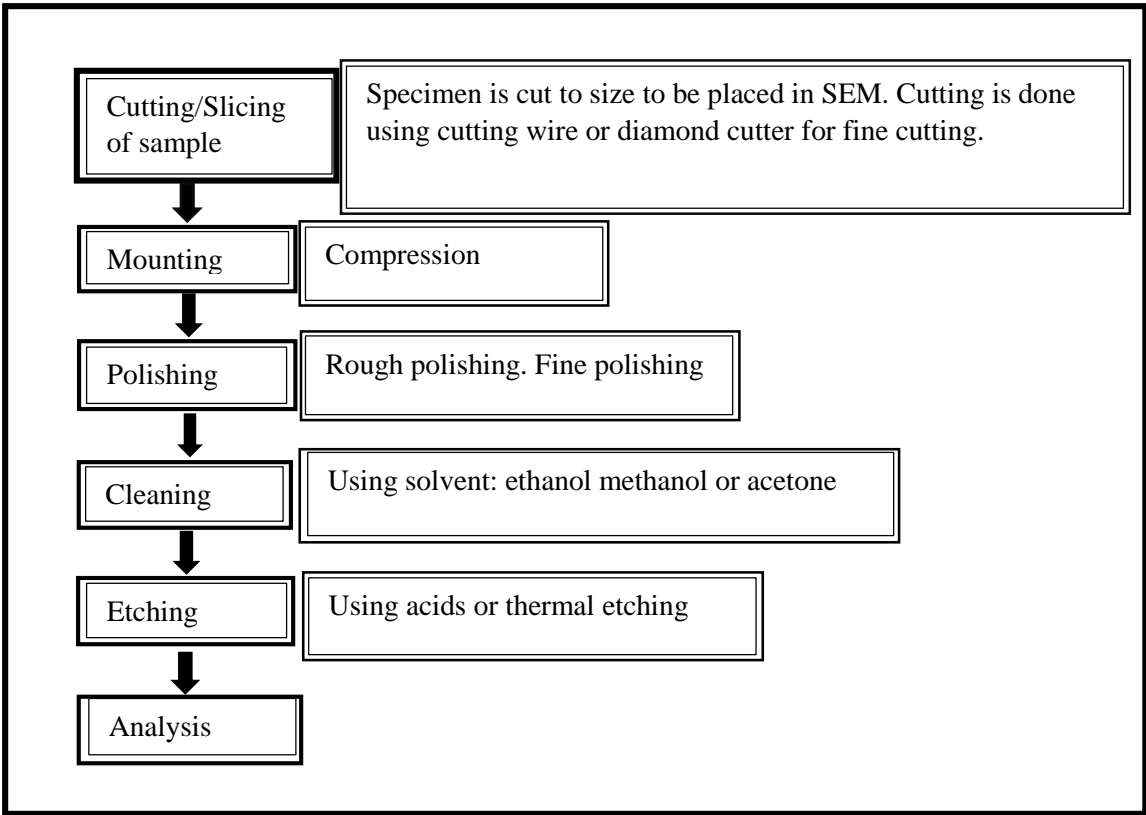 Cutting/Slicing
of sample
Specimen is cut to size to be placed in SEM. Cutting is done
using cutting wire or diamond cutter for fine cutting.
Mounting
Compression
Polishing
Rough polishing. Fine polishing
Cleaning
Using solvent: ethanol methanol or acetone
Etching
Using acids or thermal etching
Analysis